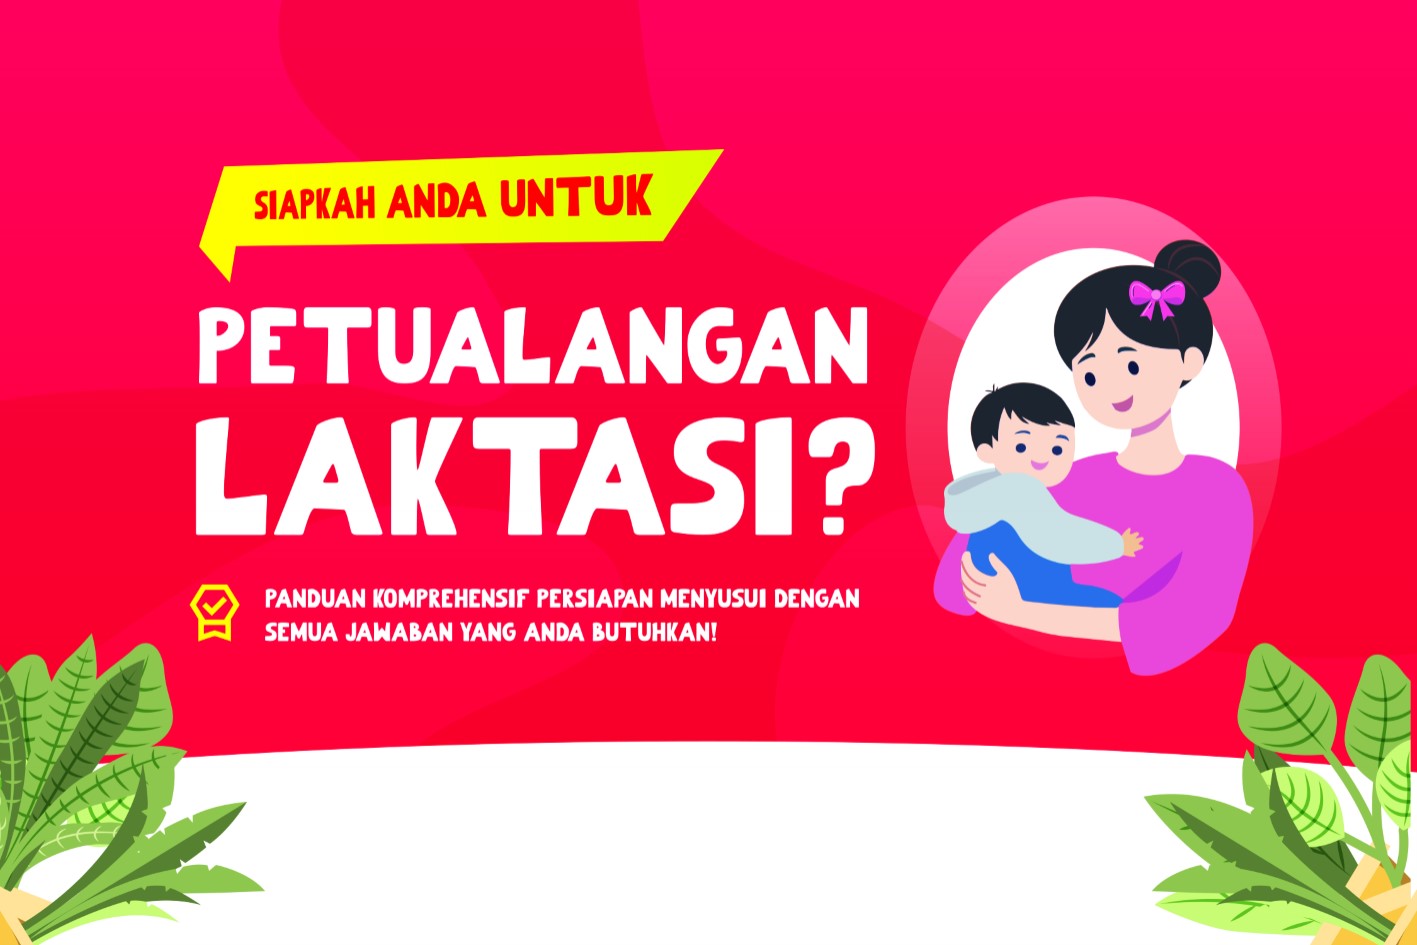 SIAPKAH ANDA UNTUK
PETUALANGAN
LAKTASI?
PANDUAN KOMPREHENSIF PERSIAPAN MENYUSUI DENGAN
SEMUA JAWABAN YANG ANDA BUTUHKAN!